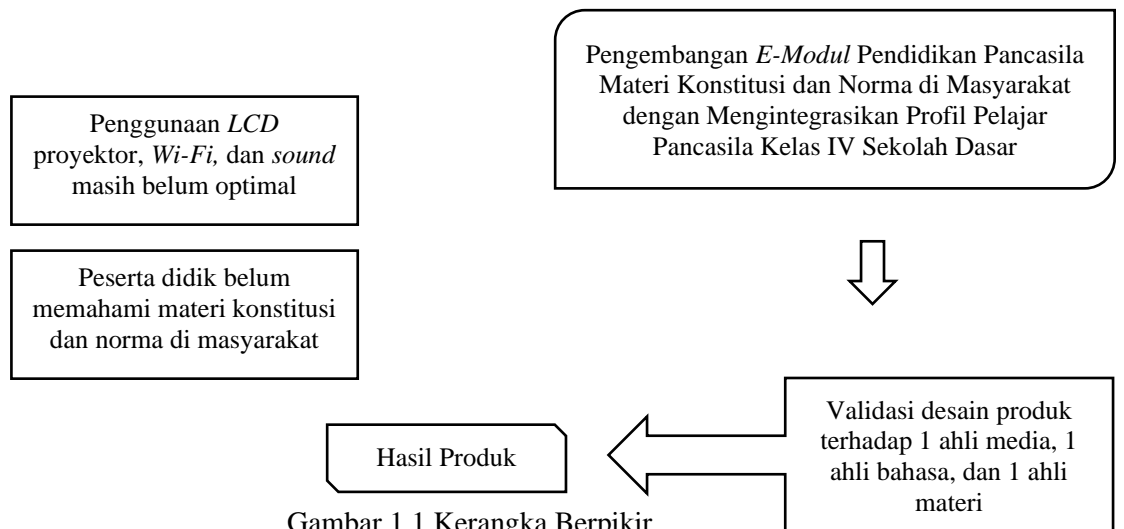 Pengembangan E-Modul Pendidikan Pancasila
Materi Konstitusi dan Norma di Masyarakat
dengan Mengintegrasikan Profil Pelajar
Pancasila Kelas IV Sekolah Dasar
Penggunaan LCD
proyektor, Wi-Fi, dan sound
masih belum optimal
Peserta didik belum
memahami materi konstitusi
dan norma di masyarakat
Validasi desain produk
terhadap 1 ahli media, 1
ahli bahasa, dan 1 ahli
materi
Hasil Produk
Gambar 1.1 Kerangka Berpikir